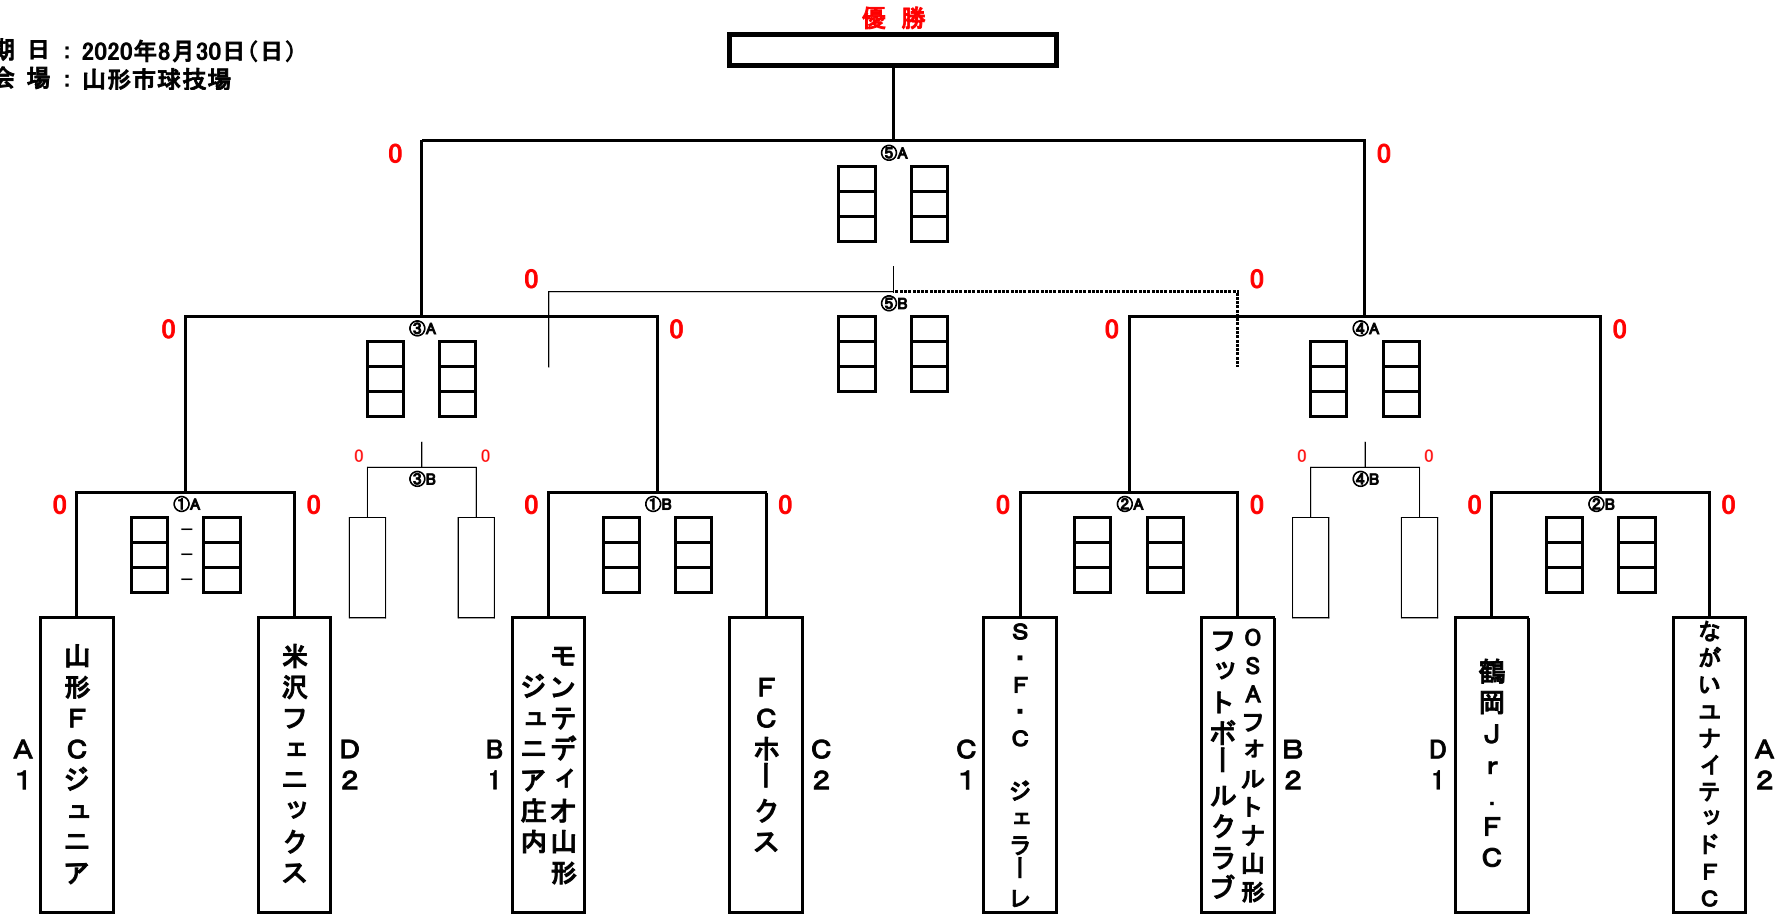 優 勝
期 日 : 2020年8月30日(日)
会 場 : 山形市球技場
0
0
⑤A
0
0
⑤B
0
③A
0
0
④A
0
0
0
③B
0
0
④B
0
①A
0
0
①B
0
0
②A
0
0
②B
0
-
-
-
山形FCジュニア
米沢フェニックス
モンテディオ山形
ジュニア庄内
FCホークス
S・F・C ジェラーレ
OSAフォルトナ山形
フットボールクラブ
鶴岡Jr.FC
ながいユナイテッドFC
A1
D2
B1
C2
C1
B2
D1
A2